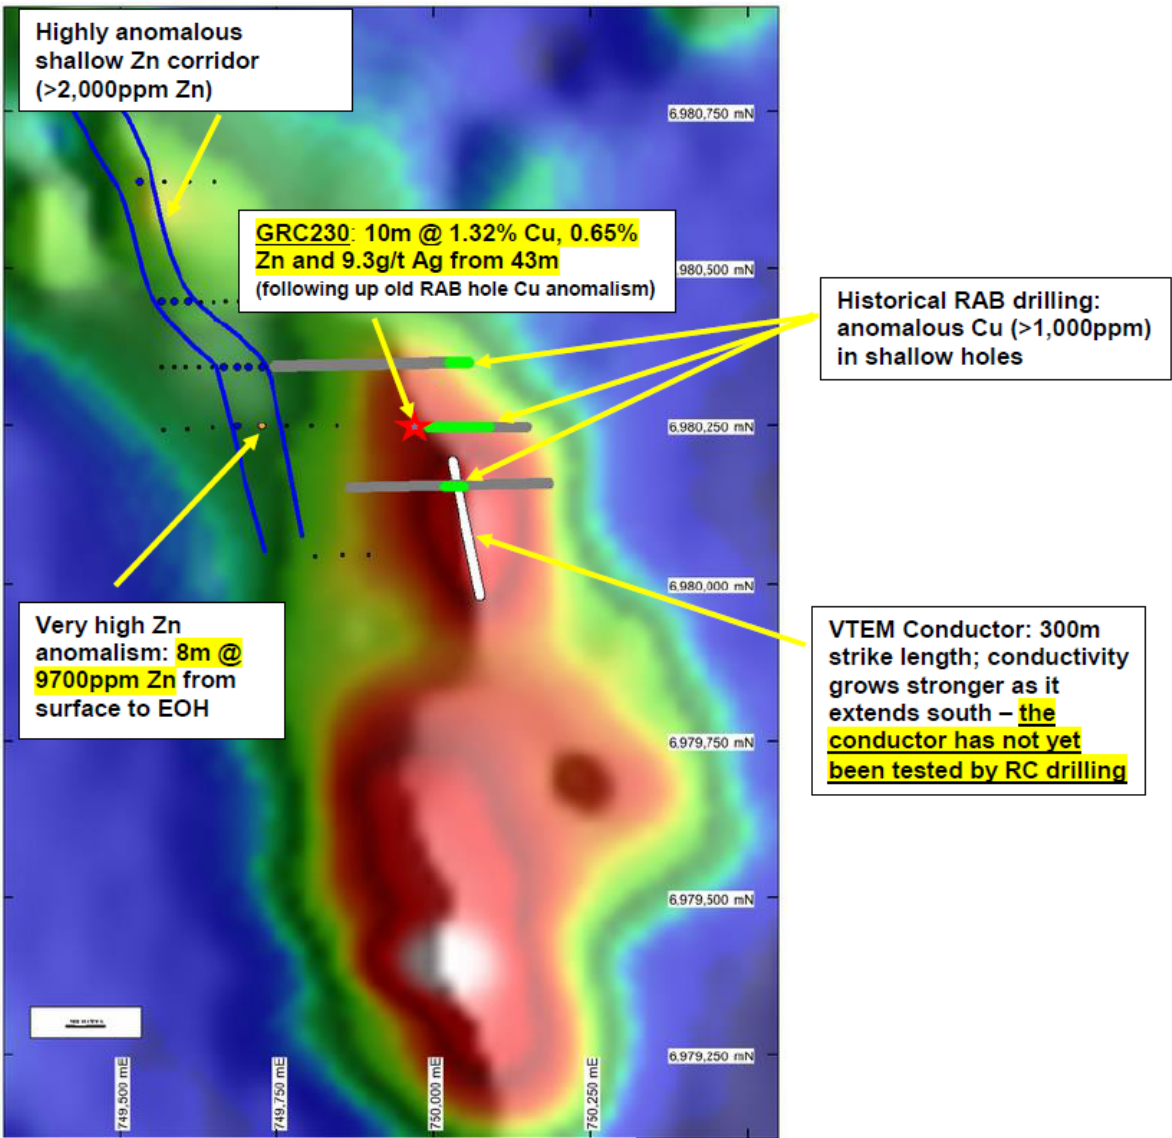 Highly anomalous
shallow Zn corridor
(>2,000ppm Zn)
6,980,750 mN
GRC230: 10m @ 1.32% Cu, 0.65%
Zn and 9.3g/t Ag from 43m
(following up old RAB hole Cu anomalism)
,980,500 mN
Historical RAB drilling:
anomalous Cu (>1,000ppm)
in shallow holes
6,980,250 mN
6,980,000 mN
Very high Zn
anomalism: 8m @
9700ppm Zn from
surface to EOH
VTEM Conductor: 300m
strike length; conductivity
grows stronger as it
extends south – the
conductor has not yet
been tested by RC drilling
6,979,750 mN
6,979,500 mN
6,979,250 mN
749,500 mE
749,750 mE
750,000 mE
750,250 mE